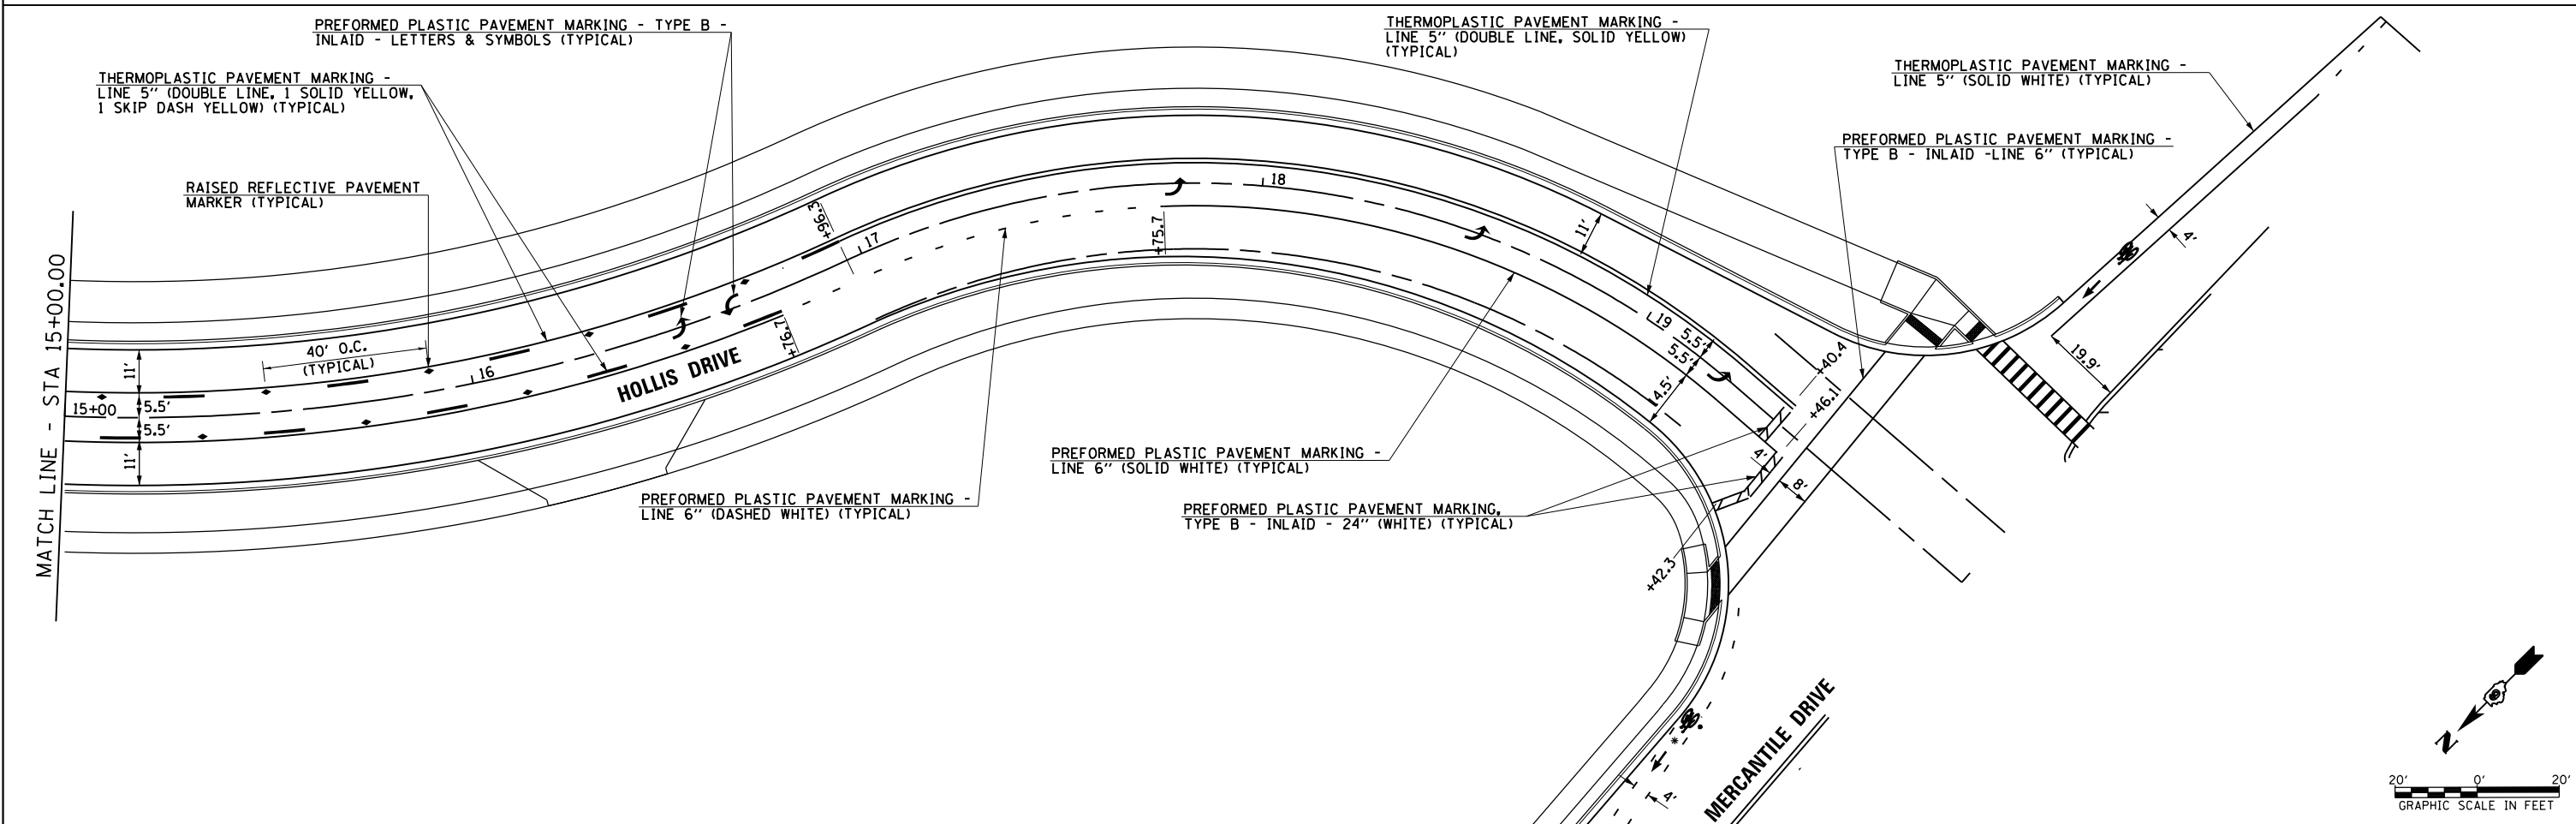 PREFORMED PLASTIC PAVEMENT MARKING - TYPE B -
INLAID - LETTERS & SYMBOLS (TYPICAL)
THERMOPLASTIC PAVEMENT MARKING -
LINE 5" (DOUBLE LINE, SOLID YELLOW)
(TYPICAL)
THERMOPLASTIC PAVEMENT MARKING -
LINE 5" (SOLID WHITE) (TYPICAL)
THERMOPLASTIC PAVEMENT MARKING -
LINE 5" (DOUBLE LINE, 1 SOLID YELLOW,
1 SKIP DASH YELLOW) (TYPICAL)
PREFORMED PLASTIC PAVEMENT MARKING -
TYPE B - INLAID -LINE 6" (TYPICAL)
RAISED REFLECTIVE PAVEMENT
MARKER (TYPICAL)
MATCH LINE - STA 15+00.00
+96.3
17
18
+75.7
11'
4'
40' O.C.
(TYPICAL)
11'
16
+76.7
HOLLIS DRIVE
19
5.5'
5.5'
14.5'
+40.4
+46.1
19.9'
15+00
5.5'
5.5'
11'
PREFORMED PLASTIC PAVEMENT MARKING -
LINE 6" (SOLID WHITE) (TYPICAL)
4'
8'
PREFORMED PLASTIC PAVEMENT MARKING -
LINE 6" (DASHED WHITE) (TYPICAL)
PREFORMED PLASTIC PAVEMENT MARKING,
TYPE B - INLAID - 24" (WHITE) (TYPICAL)
+42.3
*
4'
MERCANTILE DRIVE
N
20'
0'
20'
GRAPHIC SCALE IN FEET